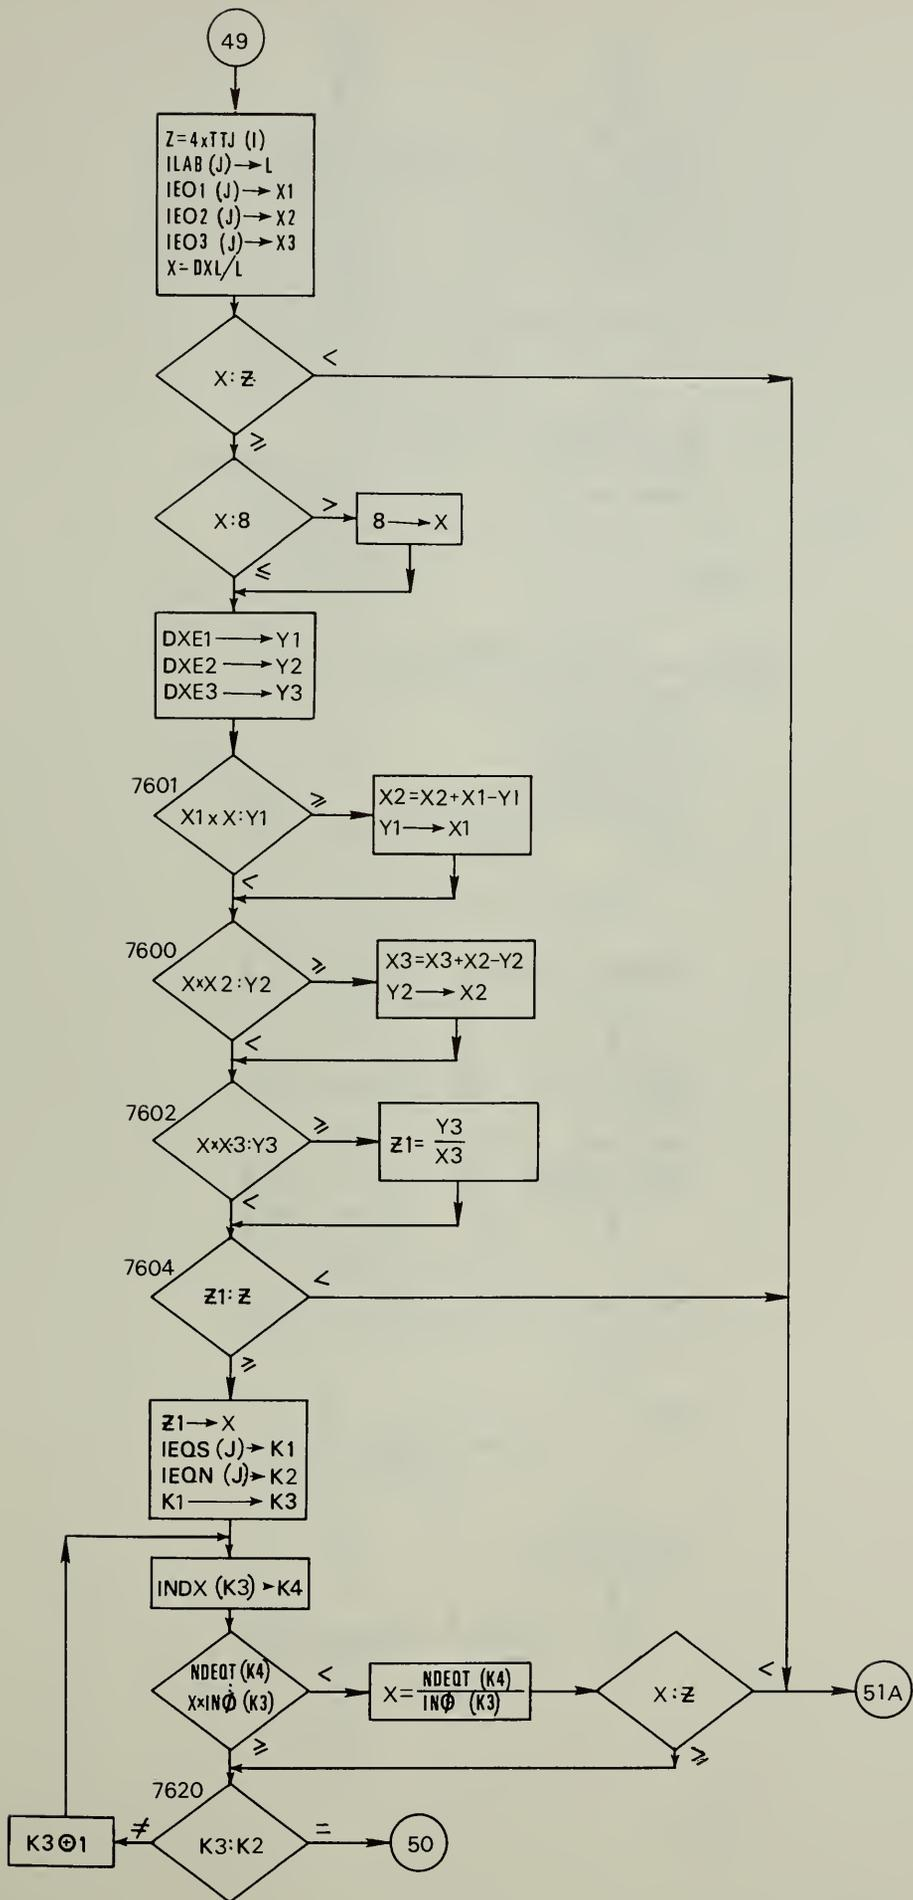 49
Z=4xTTJ (I)
ILAB (J)→L
IEO1 (J)→X1
IEO2 (J)→X2
IEO3 (J)→X3
X=DXL/L
X:Z
<
≥
X:8
>
8→X
≤
DXE1→Y1
DXE2→Y2
DXE3→Y3
7601
X1xX:Y1
≥
X2=X2+X1-Y1
Y1→X1
<
7600
X×X2:Y2
≥
X3=X3+X2-Y2
Y2→X2
<
7602
X×X3:Y3
≥
Z1= Y3
X3
<
7604
Z1:Z
<
≥
Z1→X
IEQS (J)→K1
IEQN (J)→K2
K1→K3
INDX (K3)→K4
NDEQT (K4)
X×INØ (K3)
<
X= NDEQT (K4)
INØ (K3)
X:Z
<
51A
≥
≥
7620
K3⊕1
≠
K3:K2
=
50